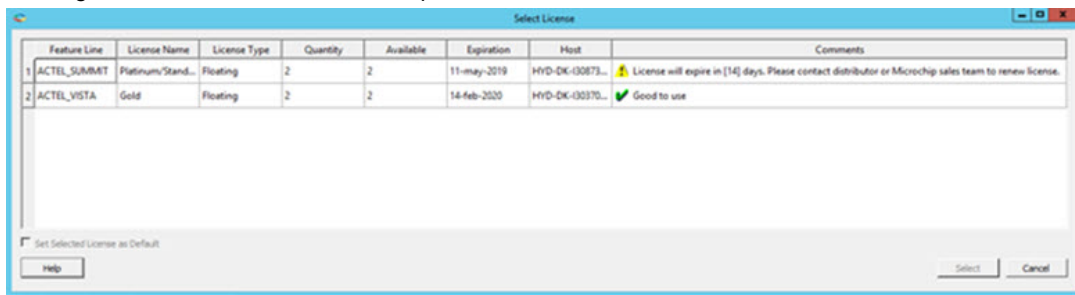 Select License
Feature Line License Name License Type Quantity Available Expiration Host Comments
1 ACTEL_SUMMIT Platinum/Stand... Floating 2 2 11-may-2019 HYD-DK-I30873... License will expire in [14] days. Please contact distributor or Microchip sales team to renew license.
2 ACTEL_VISTA Gold Floating 2 2 14-feb-2020 HYD-DK-I30370... Good to use
Set Selected License as Default
Help Select Cancel